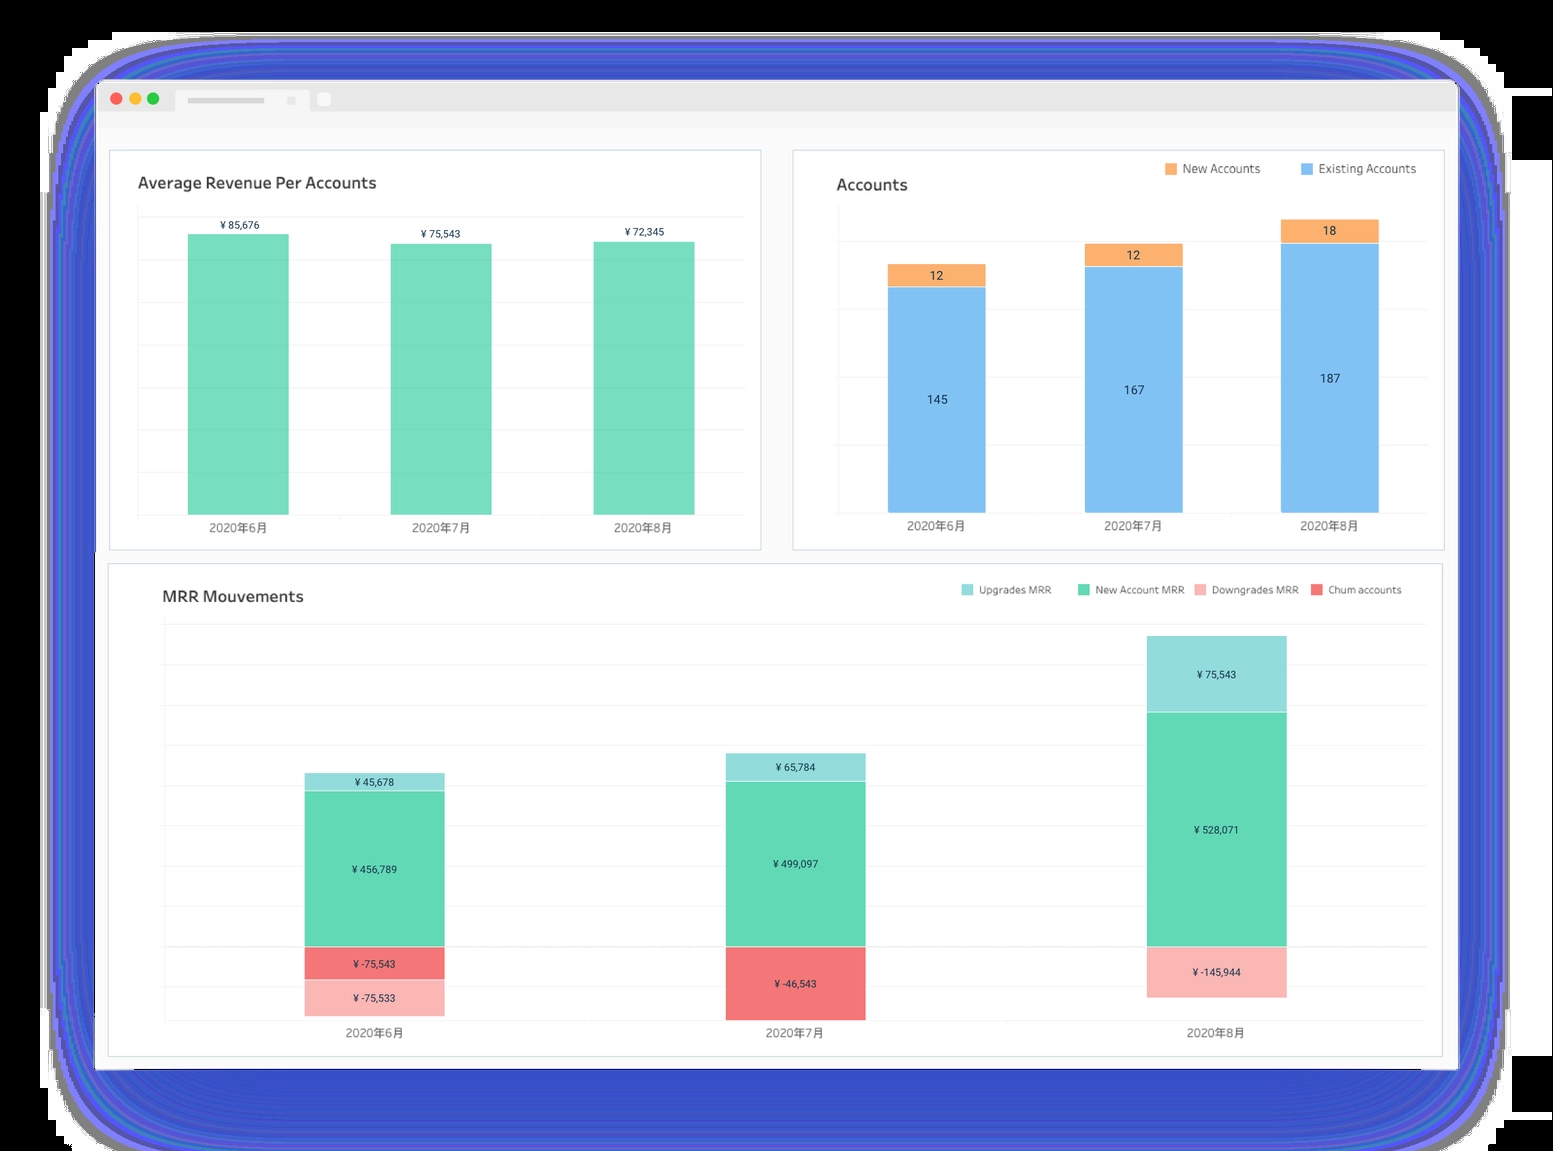 Average Revenue Per Accounts
¥ 85,676
¥ 75,543
¥ 72,345
2020年6月
2020年7月
2020年8月
Accounts
New Accounts
Existing Accounts
12
12
18
145
167
187
2020年6月
2020年7月
2020年8月
MRR Mouvements
Upgrades MRR
New Account MRR
Downgrades MRR
Chum accounts
¥ 45,678
¥ 65,784
¥ 75,543
¥ 456,789
¥ 499,097
¥ 528,071
¥ -75,543
¥ -46,543
¥ -145,944
¥ -75,533
2020年6月
2020年7月
2020年8月